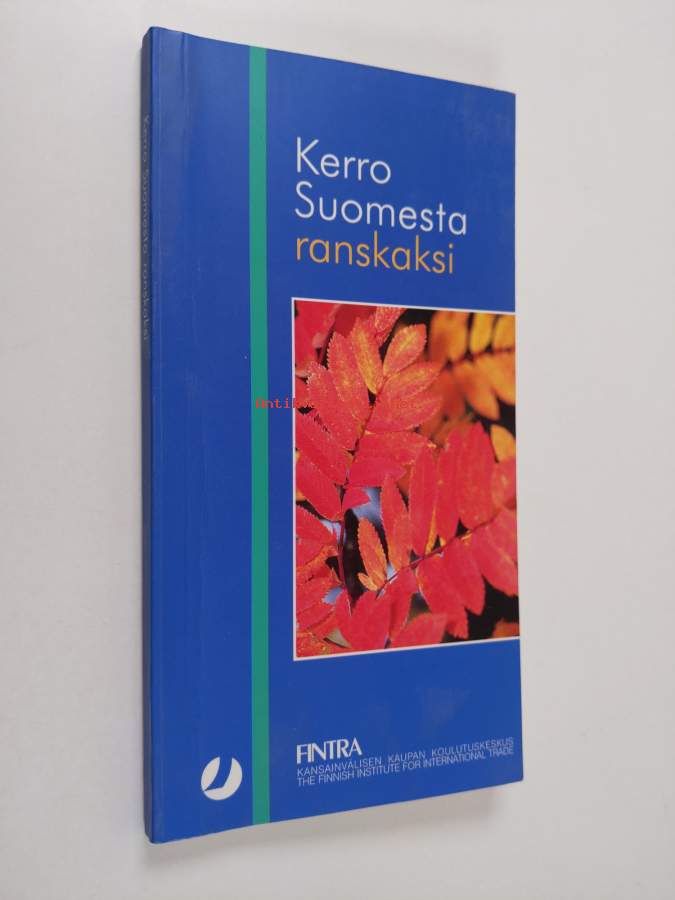 Kerro Suomesta ranskaksi
Kerro
Suomesta
ranskaksi
FINTRA
KANSAINVÄLISEN KAUPAN KOULUTUSKESKUS
THE FINNISH INSTITUTE FOR INTERNATIONAL TRADE